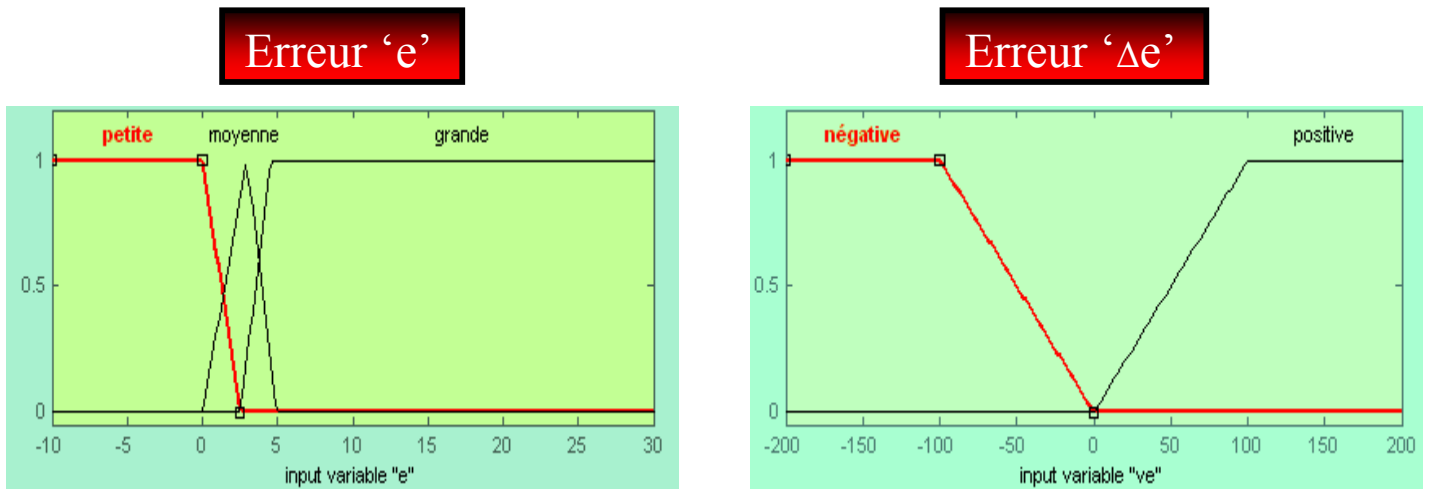 Erreur ‘e’
petite moyenne grande
1
0.5
0
-10 -5 0 5 10 15 20 25 30
input variable "e"
Erreur ‘Δe’
négative positive
1
0.5
0
-200 -150 -100 -50 0 50 100 150 200
input variable "ve"